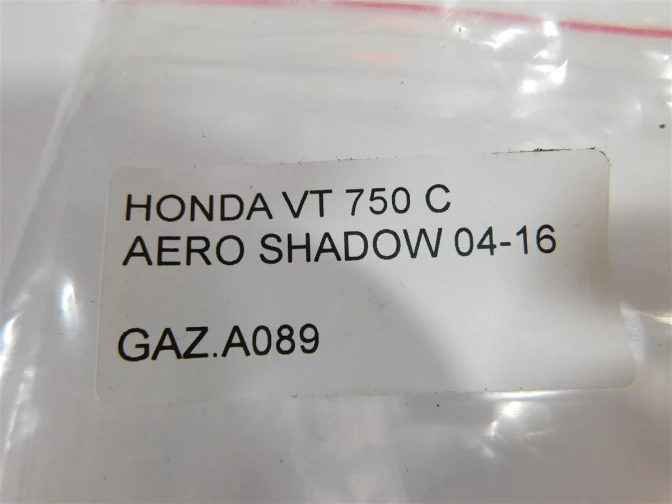 HONDA VT 750 C
AERO SHADOW 04-16
GAZ.A089